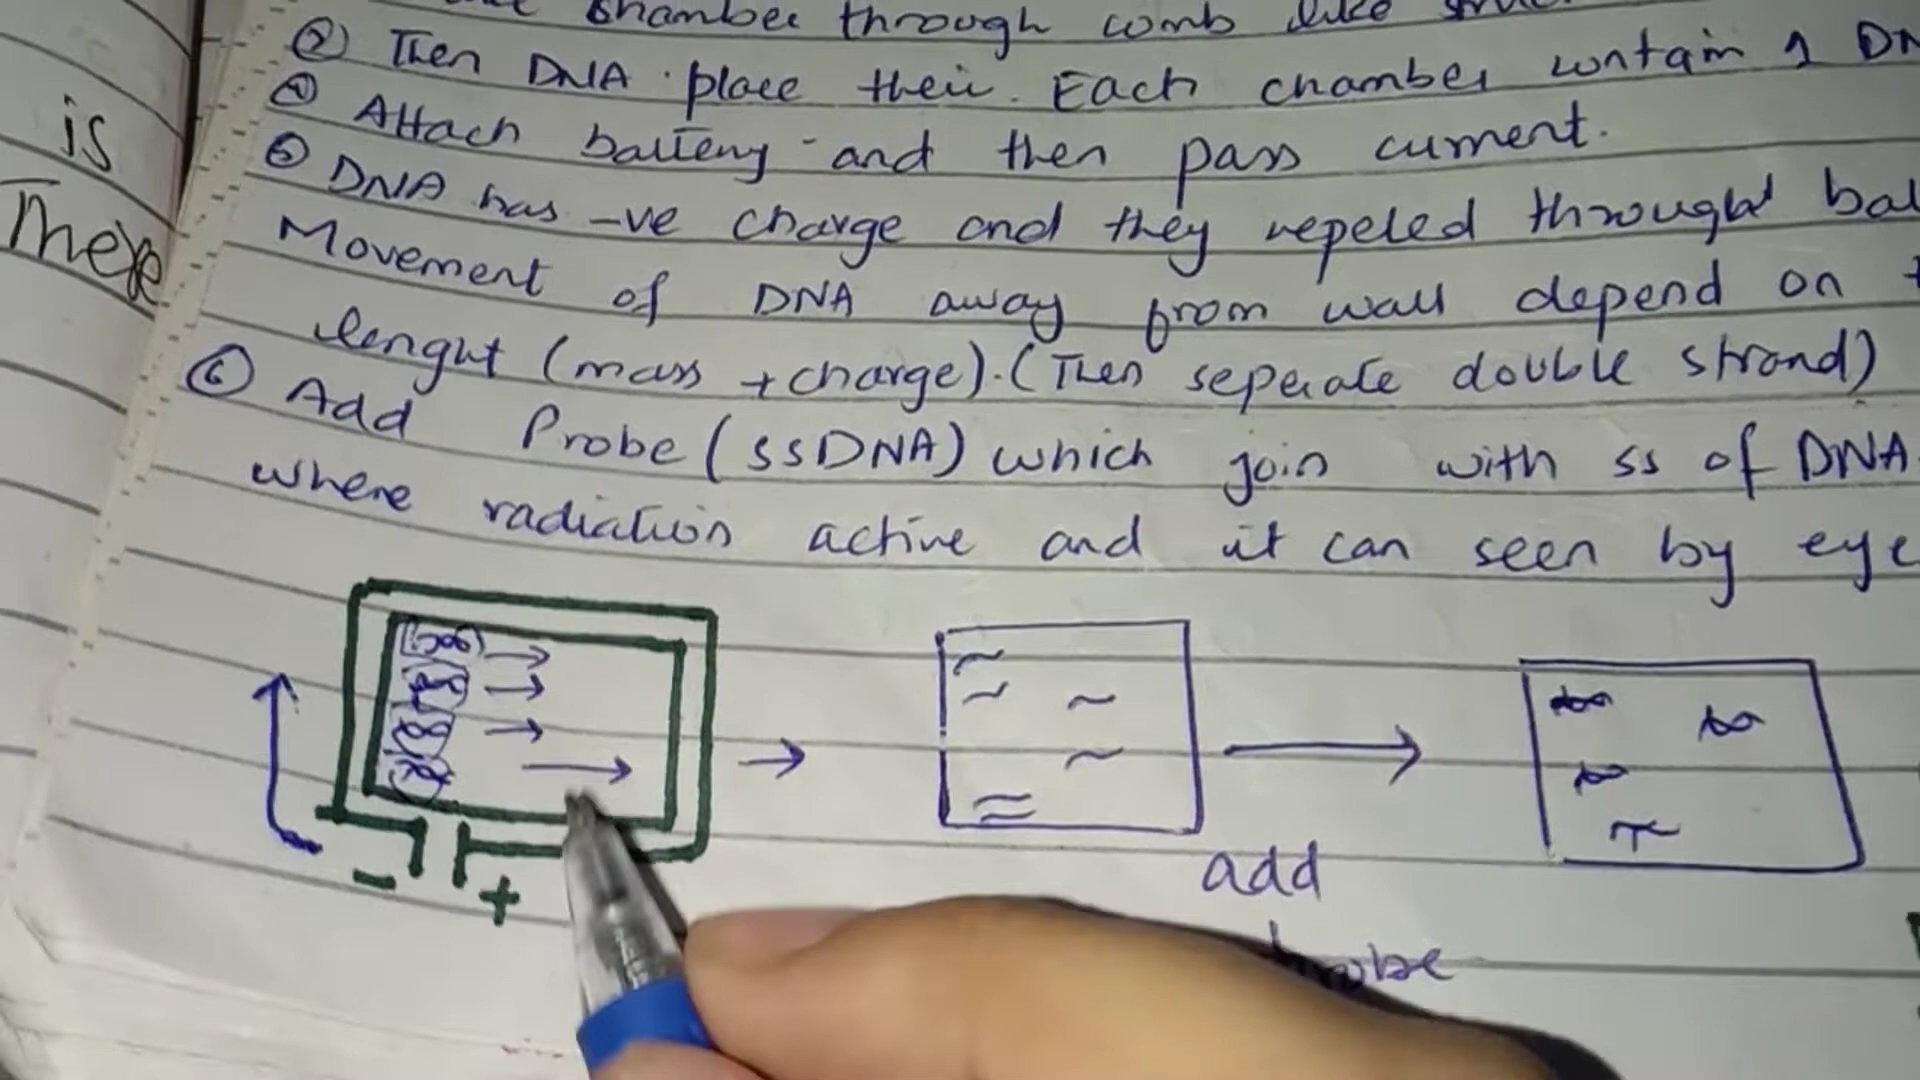 chamber through comb like
③ Then DNA place their. Each chamber contain 1 DN
④ Attach battery and then pass current.
⑤ DNA has -ve charge and they repeled through bat
Movement of DNA away from wall depend on t
lenght (mass + charge). (Then seperate double strand)
⑥ Add Probe (ssDNA) which join with ss of DNA.
where radiation active and it can seen by eye
is
There
- +
add
probe